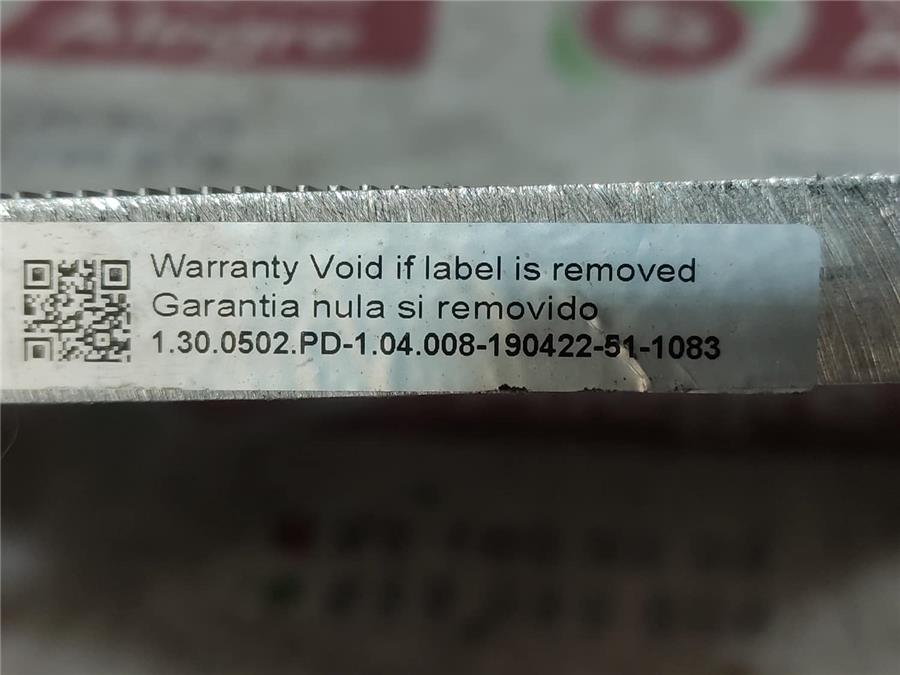 Alegre
Warranty Void if label is removed
Garantia nula si removido
1.30.0502.PD-1.04.008-190422-51-1083